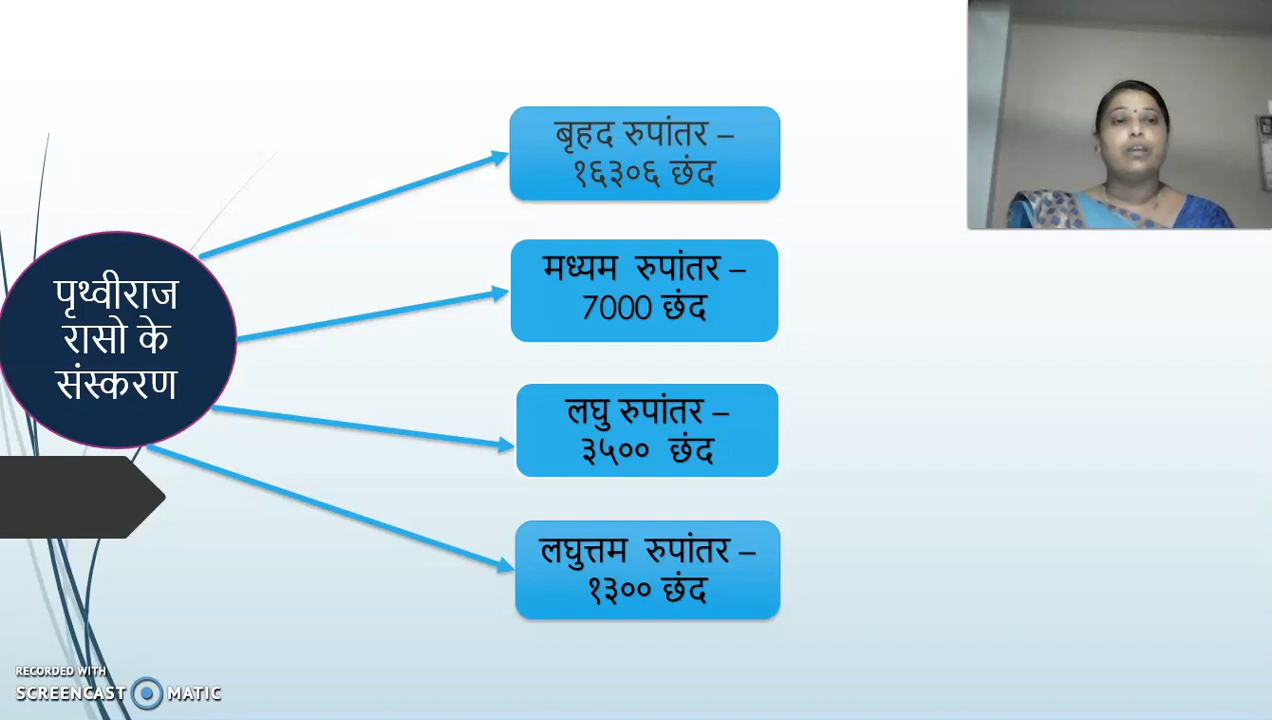 पृथ्वीराज
रासो के
संस्करण
बृहद रुपांतर –
१६३०६ छंद
मध्यम रुपांतर –
7000 छंद
लघु रुपांतर –
३५०० छंद
लघुत्तम रुपांतर –
१३०० छंद
RECORDED WITH
SCREENCAST MATIC